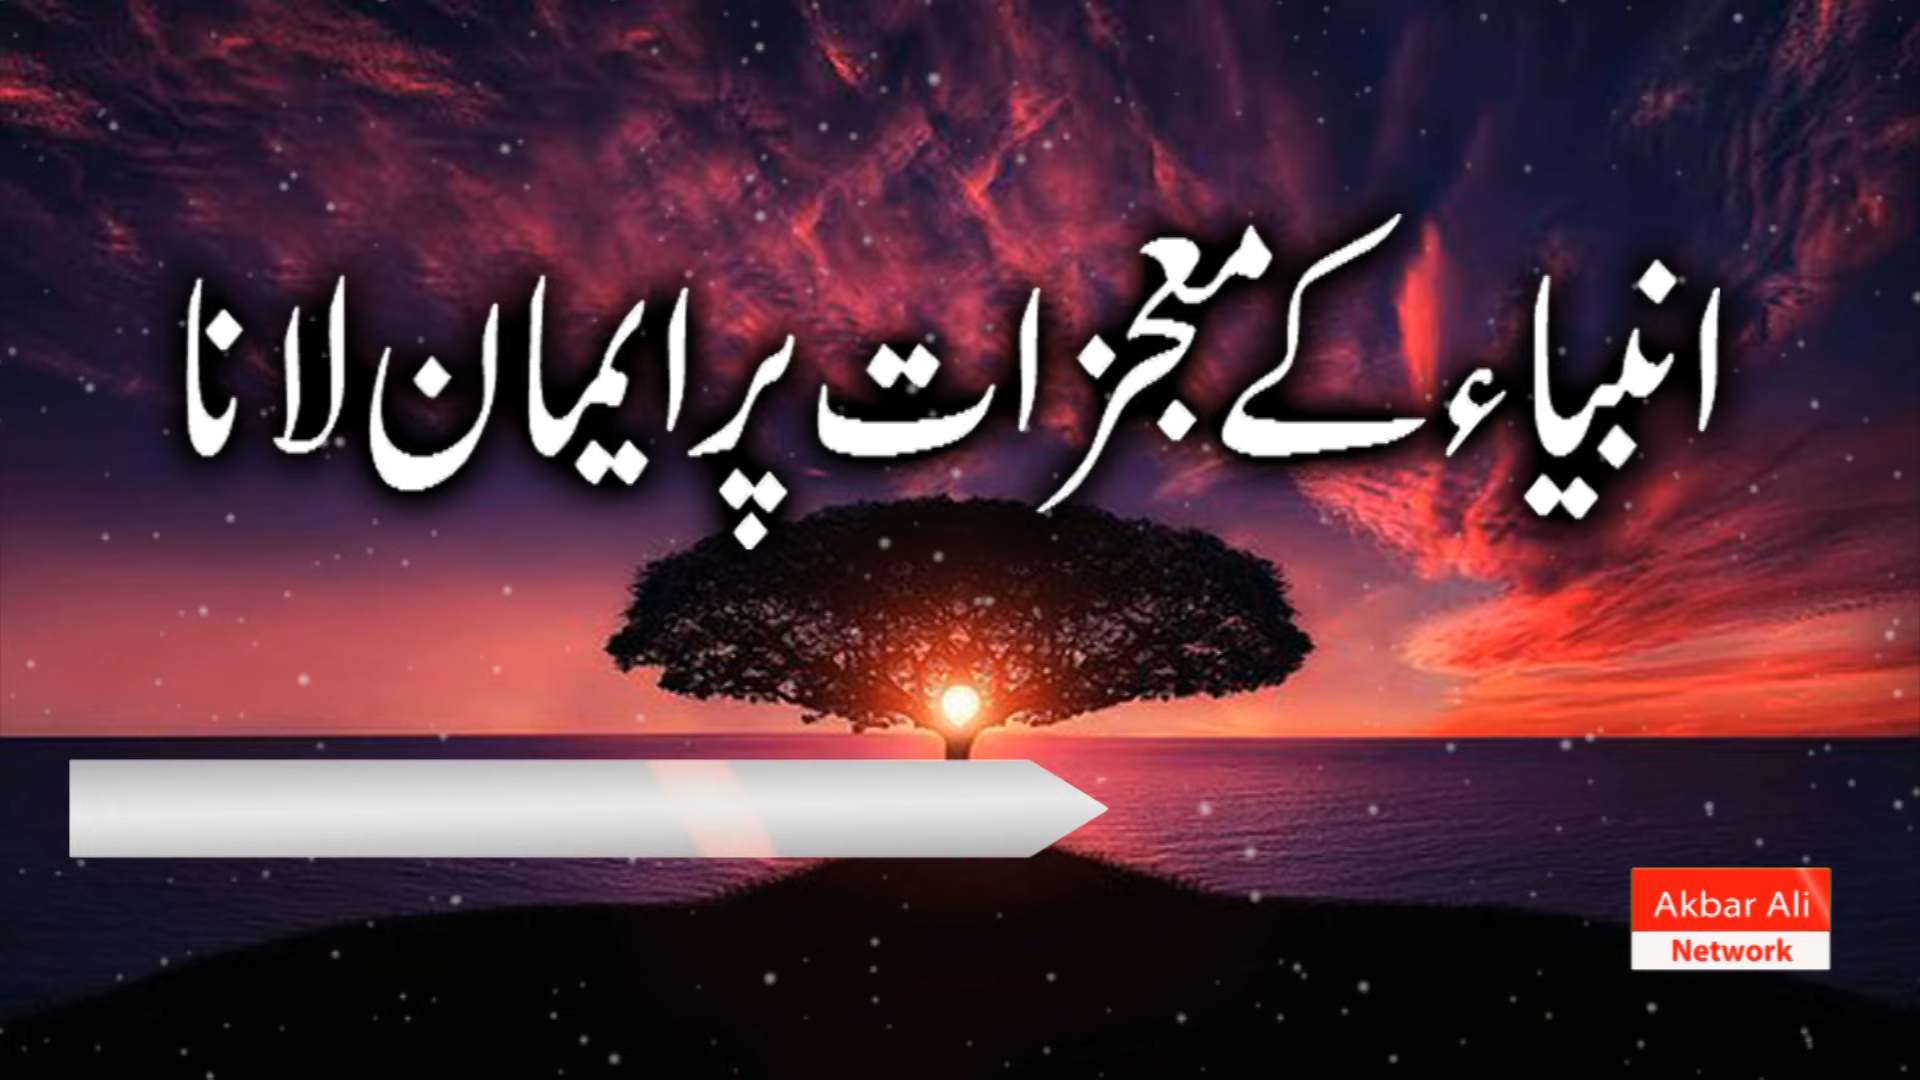 انبیاء کے معجزات پر ایمان لانا
Akbar Ali
Network